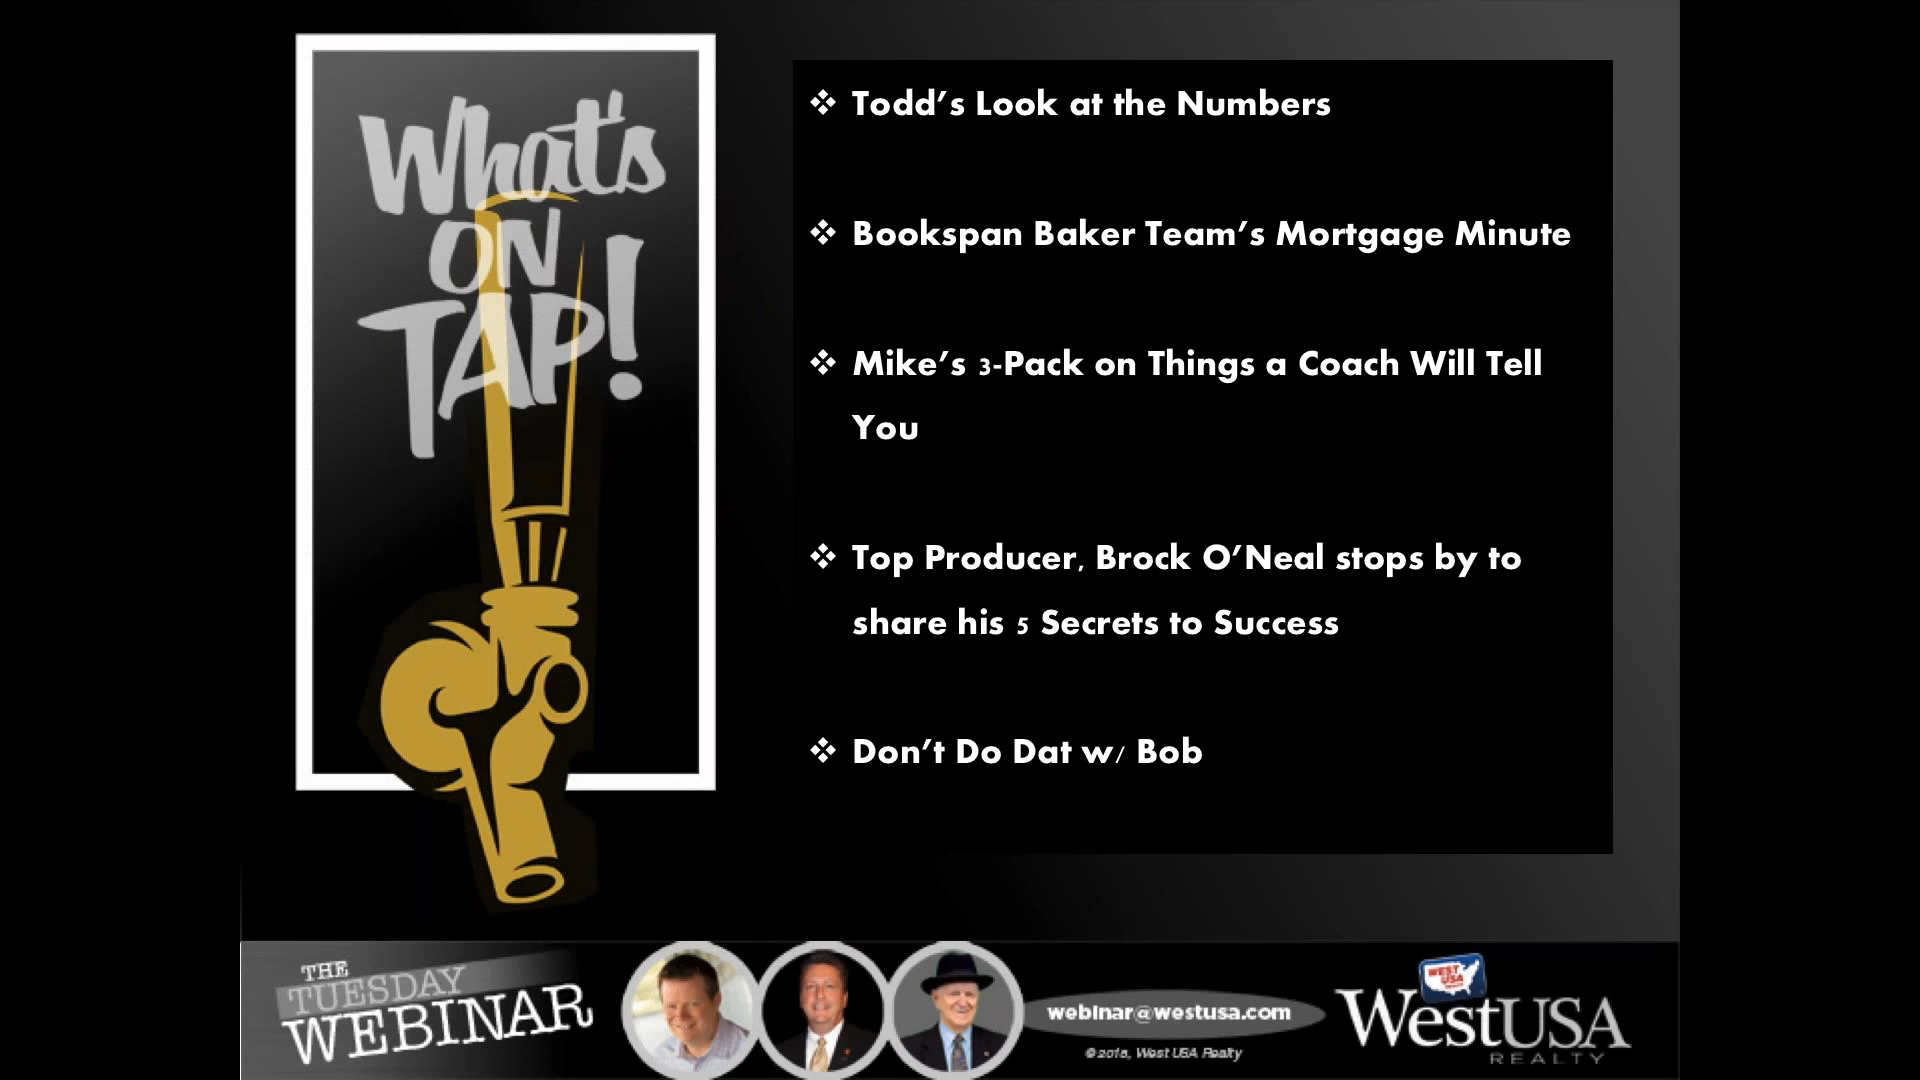 What's
ON
TAP!
❖ Todd's Look at the Numbers
❖ Bookspan Baker Team's Mortgage Minute
❖ Mike's 3-Pack on Things a Coach Will Tell
You
❖ Top Producer, Brock O'Neal stops by to
share his 5 Secrets to Success
❖ Don't Do Dat w/ Bob
THE
TUESDAY
WEBINAR
webinar@westusa.com
©2018, West USA Realty
WEST
USA
WestUSA
REALTY